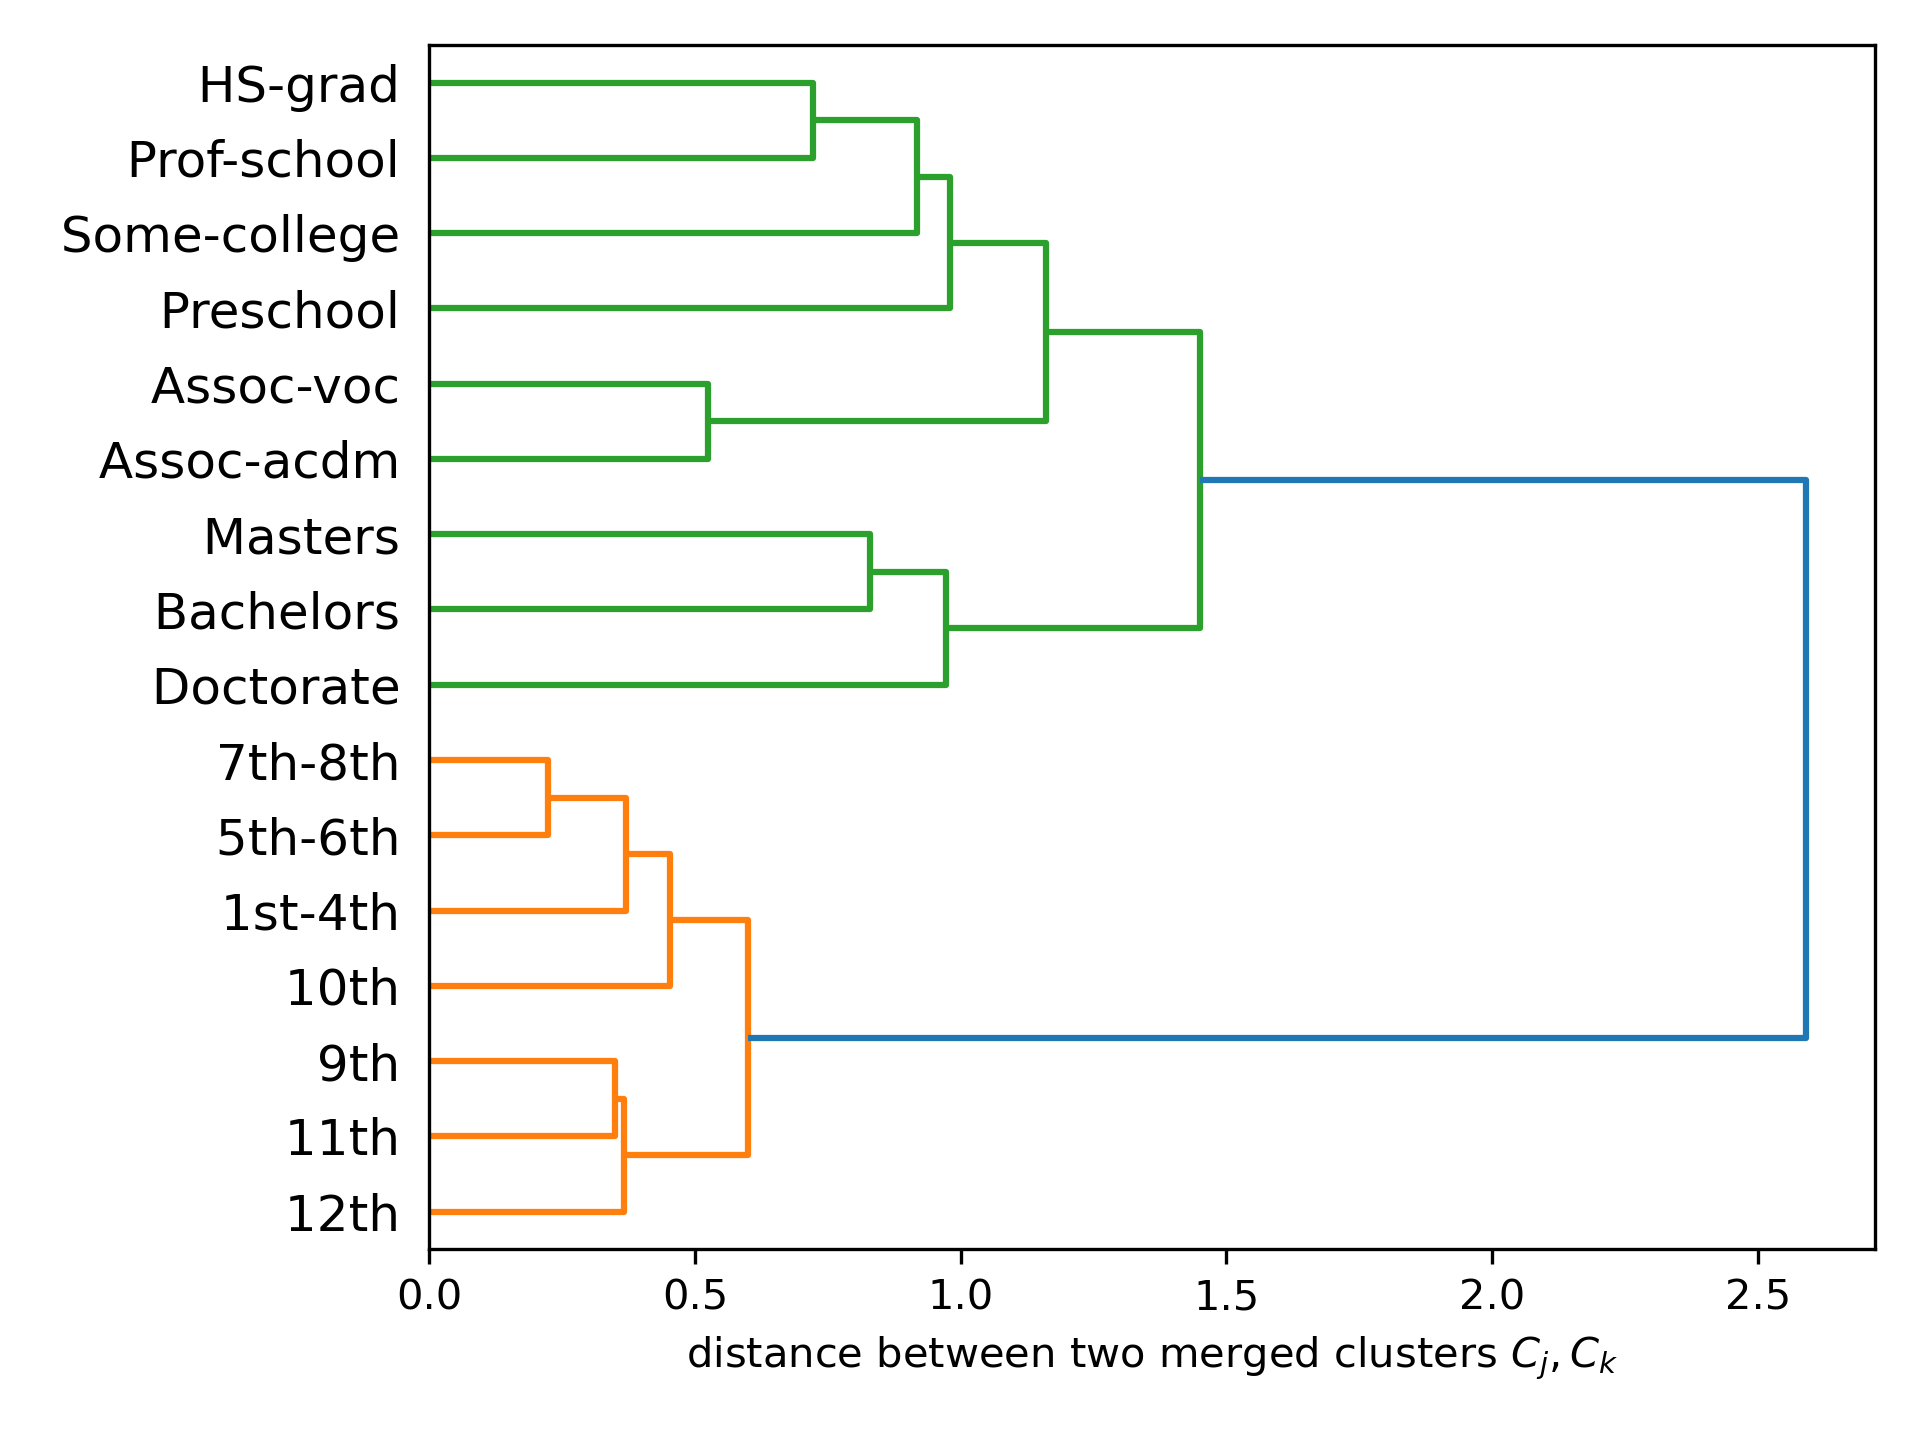 HS-grad
Prof-school
Some-college
Preschool
Assoc-voc
Assoc-acdm
Masters
Bachelors
Doctorate
7th-8th
5th-6th
1st-4th
10th
9th
11th
12th
0.0 0.5 1.0 1.5 2.0 2.5
distance between two merged clusters C_j, C_k